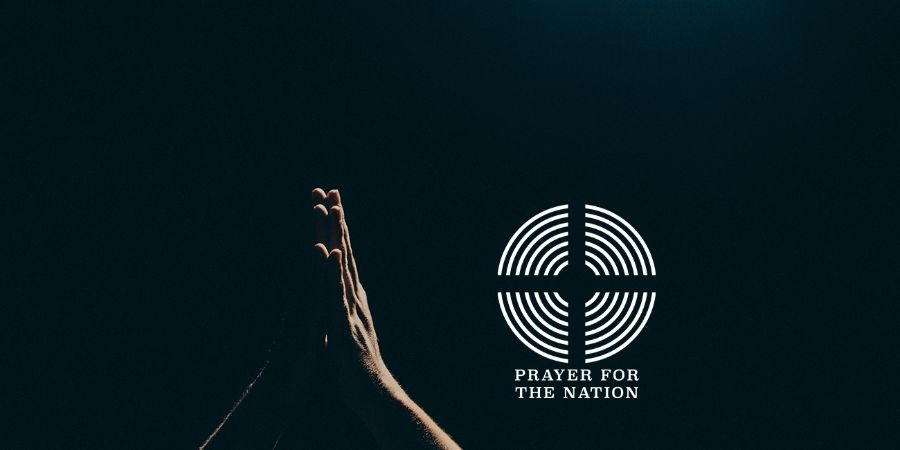 PRAYER FOR
THE NATION